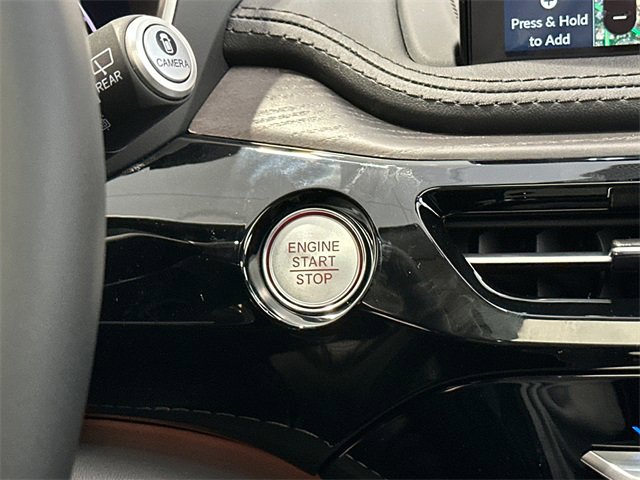 Press & Hold
to Add
CAMERA
REAR
ENGINE
START
STOP